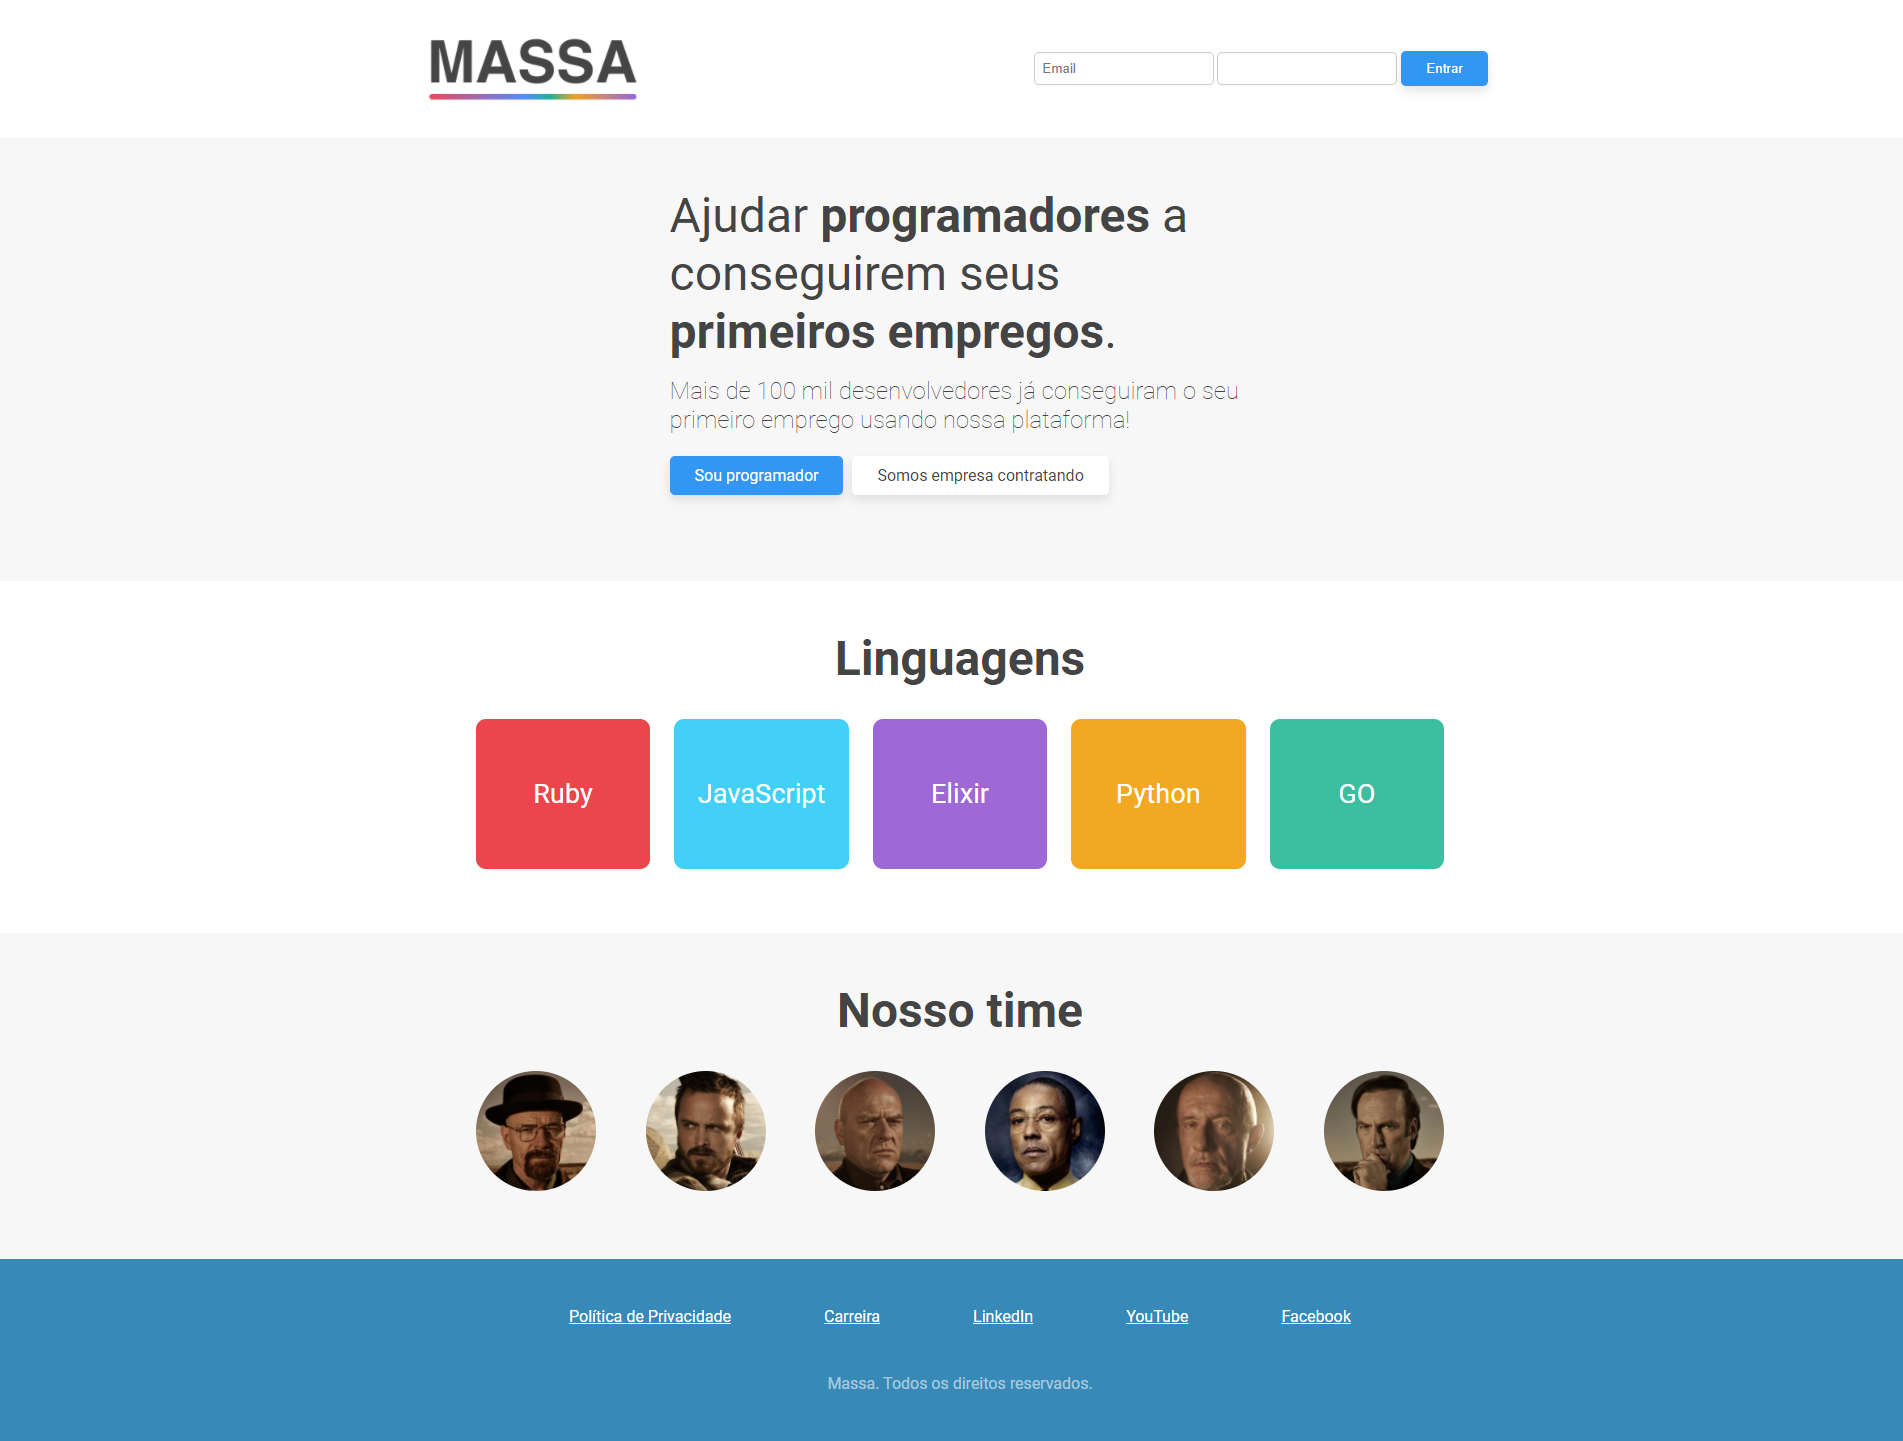 MASSA
Email
Entrar
Ajudar programadores a
conseguirem seus
primeiros empregos.
Mais de 100 mil desenvolvedores já conseguiram o seu
primeiro emprego usando nossa plataforma!
Sou programador
Somos empresa contratando
Linguagens
Ruby
JavaScript
Elixir
Python
GO
Nosso time
Política de Privacidade
Carreira
LinkedIn
YouTube
Facebook
Massa. Todos os direitos reservados.